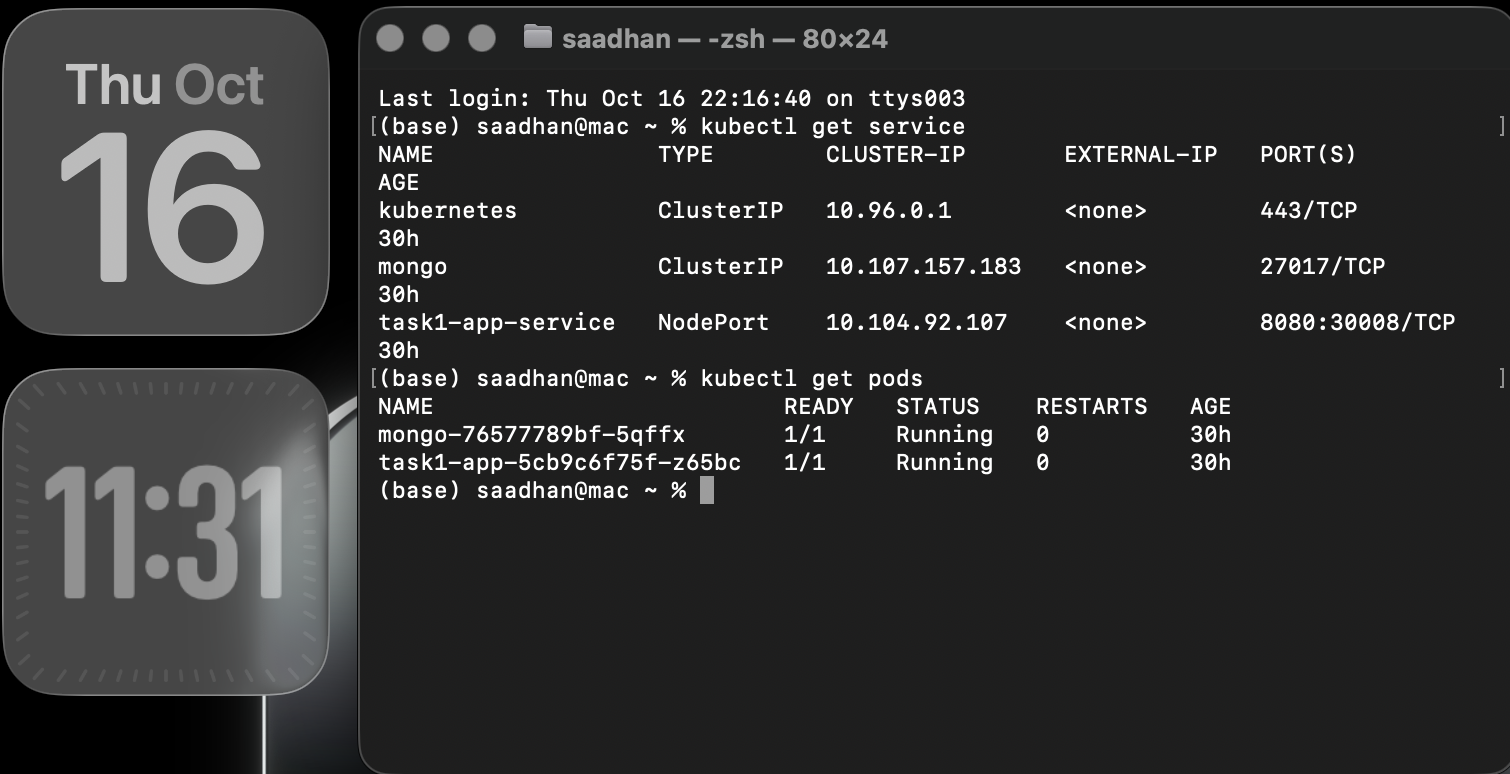 Thu Oct
16
11:31
saadhan — -zsh — 80×24
Last login: Thu Oct 16 22:16:40 on ttys003
[(base) saadhan@mac ~ % kubectl get service ]
NAME TYPE CLUSTER-IP EXTERNAL-IP PORT(S)
AGE
kubernetes ClusterIP 10.96.0.1 <none> 443/TCP
30h
mongo ClusterIP 10.107.157.183 <none> 27017/TCP
30h
task1-app-service NodePort 10.104.92.107 <none> 8080:30008/TCP
30h
[(base) saadhan@mac ~ % kubectl get pods ]
NAME READY STATUS RESTARTS AGE
mongo-76577789bf-5qffx 1/1 Running 0 30h
task1-app-5cb9c6f75f-z65bc 1/1 Running 0 30h
(base) saadhan@mac ~ %